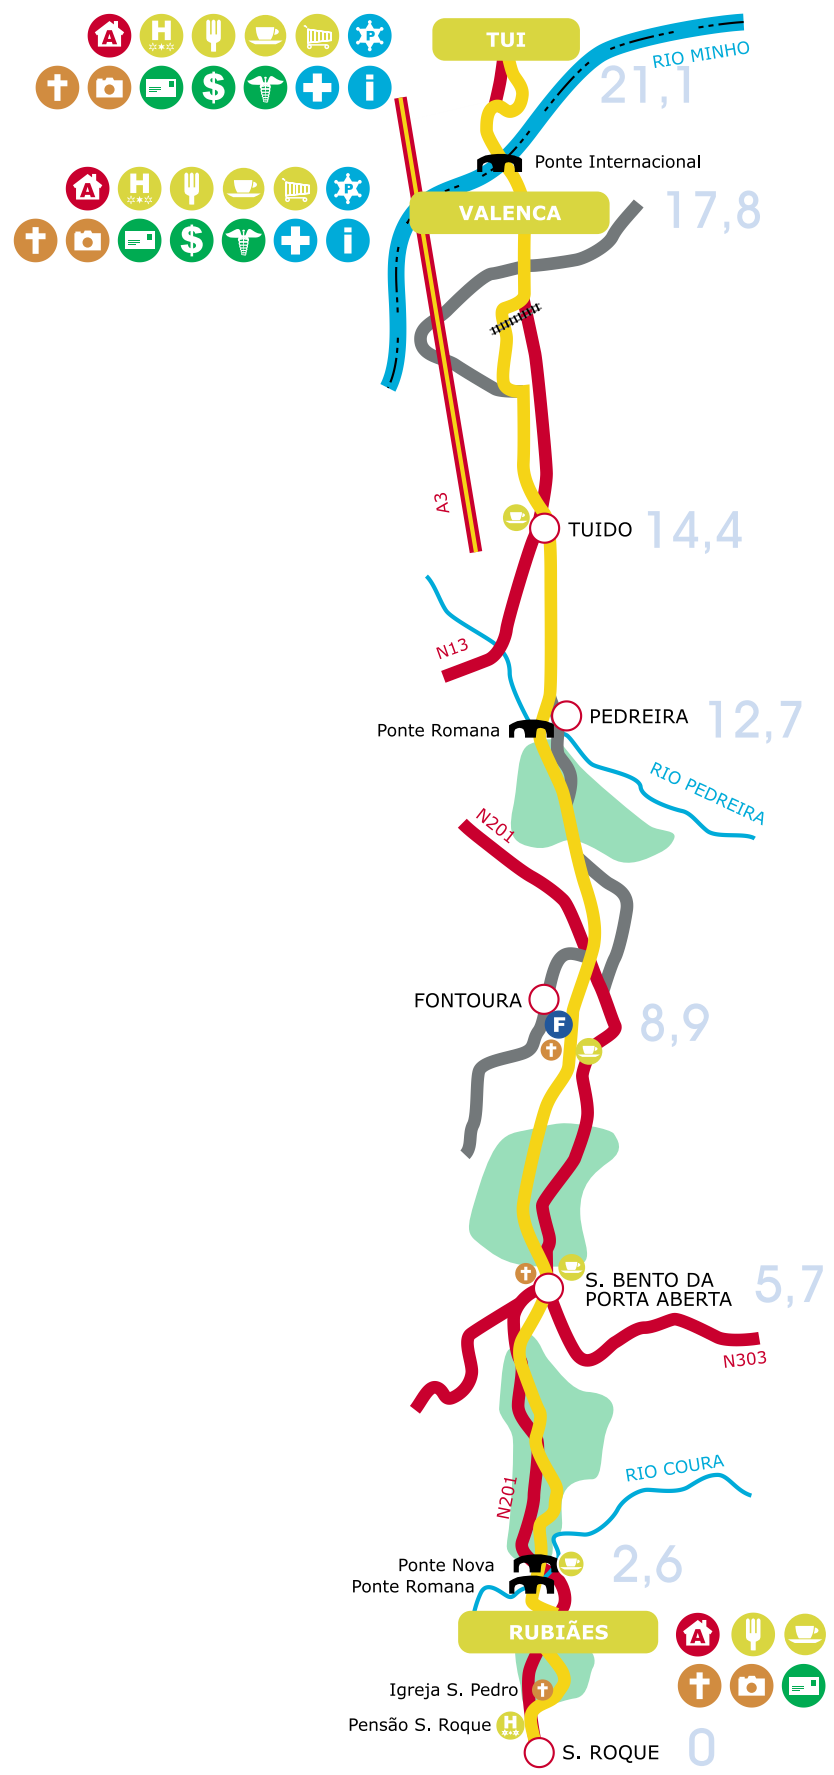 A
H
P
$
i
TUI
RIO MINHO
21,1
Ponte Internacional
A
H
P
$
i
VALENCA
17,8
A3
TUIDO
14,4
N13
PEDREIRA
12,7
Ponte Romana
RIO PEDREIRA
N201
FONTOURA
F
8,9
S. BENTO DA
PORTA ABERTA
5,7
N303
RIO COURA
N201
Ponte Nova
2,6
Ponte Romana
RUBIÃES
A
Igreja S. Pedro
Pensão S. Roque
H
S. ROQUE
0